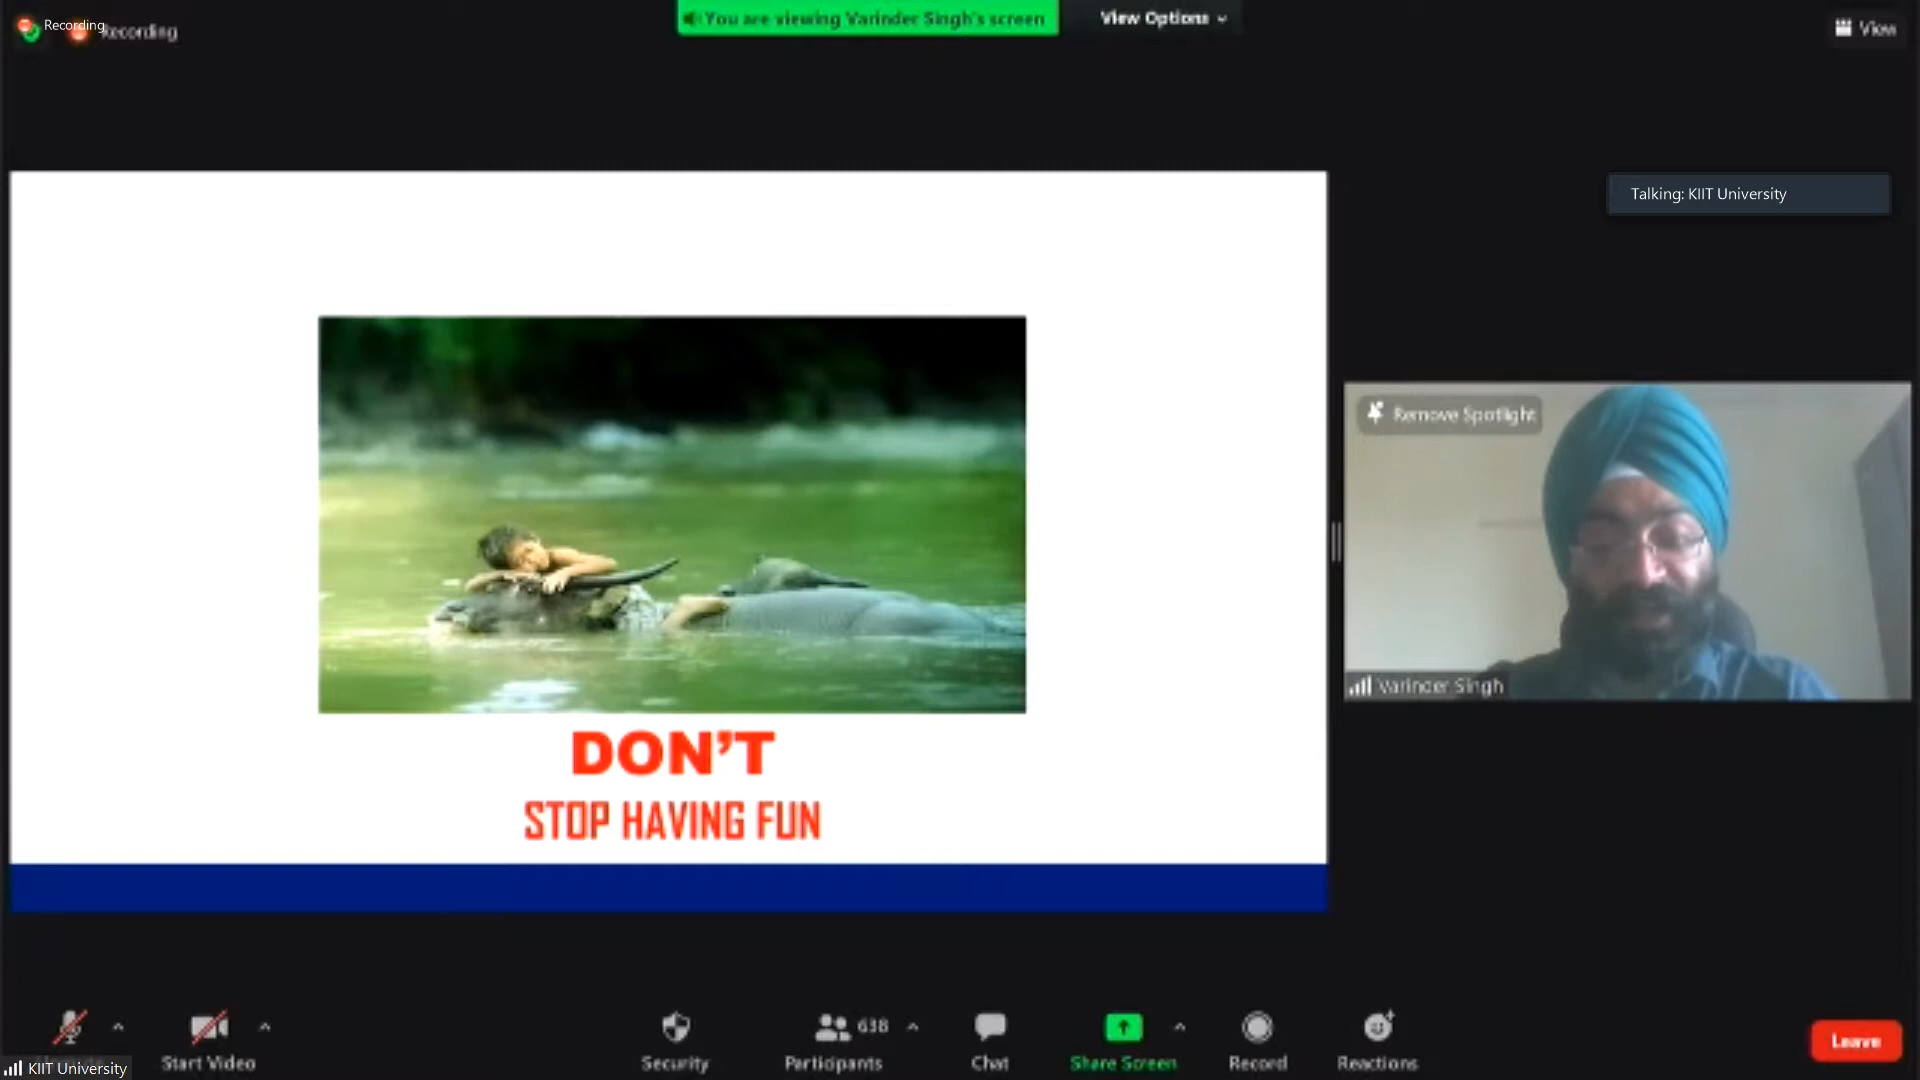 Recording
Recording
You are viewing Varinder Singh's screen
View Options
View
Talking: KIIT University
Remove Spotlight
Varinder Singh
DON'T
STOP HAVING FUN
638
Start Video
Security
Participants
Chat
Share Screen
Record
Reactions
Leave
KIIT University